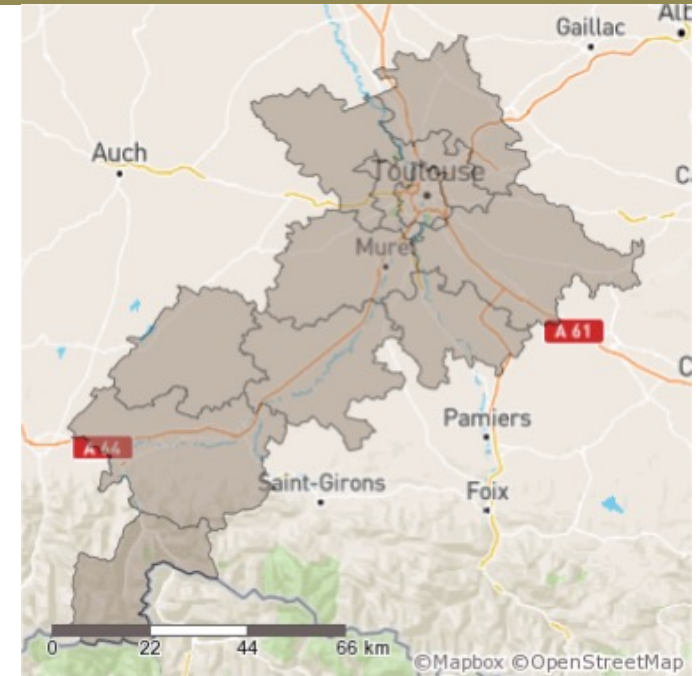 Gaillac
Alb
Auch
Toulouse
C
Muret
A 61
C
Pamiers
A 64
Saint-Girons
Foix
0 22 44 66 km
©Mapbox ©OpenStreetMap